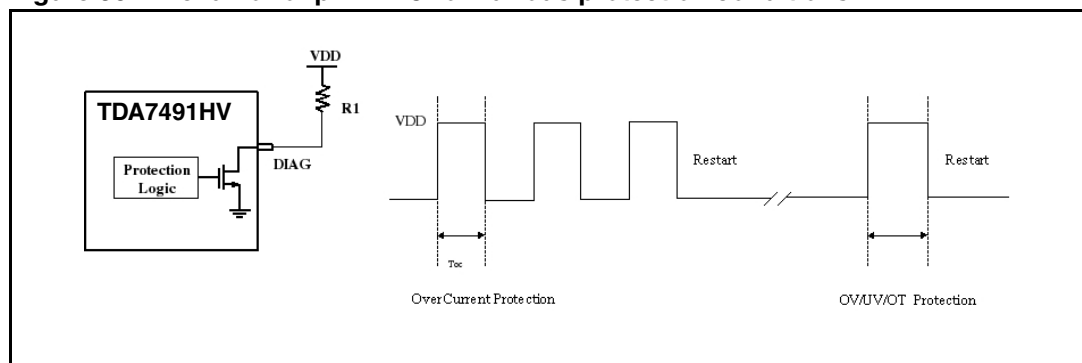 VDD
TDA7491HV
R1
DIAG
Protection
Logic
VDD
Restart
Restart
Toc
OverCurrent Protection
OV/UV/OT Protection